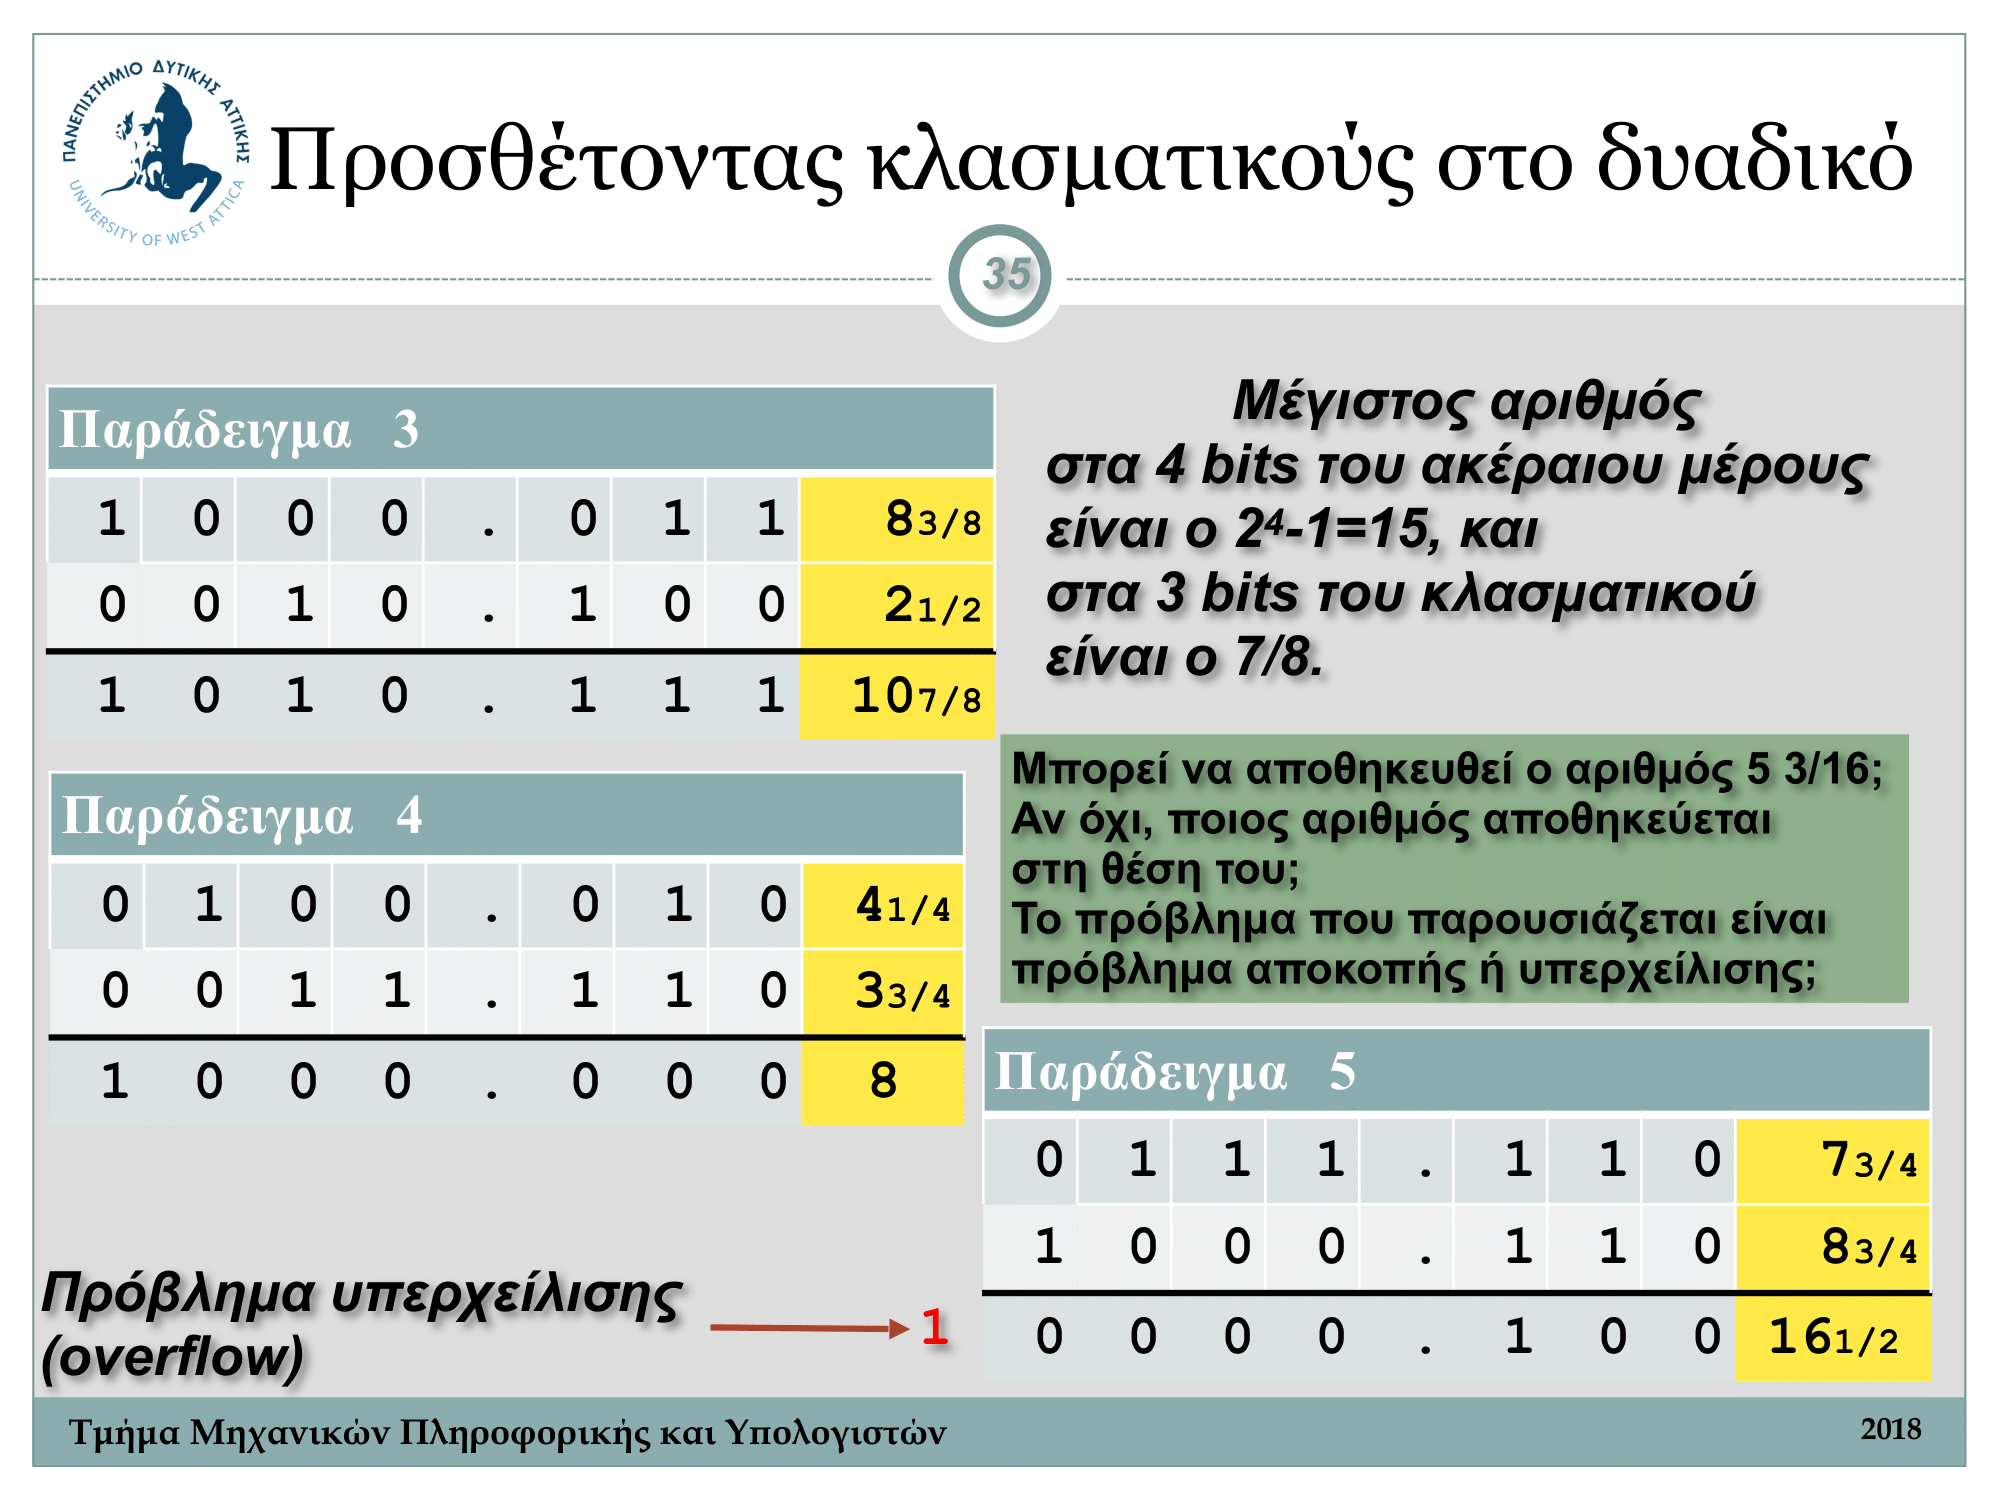 ΠΑΝΕΠΙΣΤΗΜΙΟ ΔΥΤΙΚΗΣ ΑΤΤΙΚΗΣ
UNIVERSITY OF WEST ATTICA
Προσθέτοντας κλασματικούς στο δυαδικό
35
Παράδειγμα 3
1 0 0 0 . 0 1 1 8 3/8
0 0 1 0 . 1 0 0 2 1/2
1 0 1 0 . 1 1 1 10 7/8
Μέγιστος αριθμός
στα 4 bits του ακέραιου μέρους
είναι ο 2⁴-1=15, και
στα 3 bits του κλασματικού
είναι ο 7/8.
Μπορεί να αποθηκευθεί ο αριθμός 5 3/16;
Αν όχι, ποιος αριθμός αποθηκεύεται
στη θέση του;
Το πρόβλημα που παρουσιάζεται είναι
πρόβλημα αποκοπής ή υπερχείλισης;
Παράδειγμα 4
0 1 0 0 . 0 1 0 4 1/4
0 0 1 1 . 1 1 0 3 3/4
1 0 0 0 . 0 0 0 8
Παράδειγμα 5
0 1 1 1 . 1 1 0 7 3/4
1 0 0 0 . 1 1 0 8 3/4
1 0 0 0 0 . 1 0 0 16 1/2
Πρόβλημα υπερχείλισης
(overflow)
Τμήμα Μηχανικών Πληροφορικής και Υπολογιστών
2018